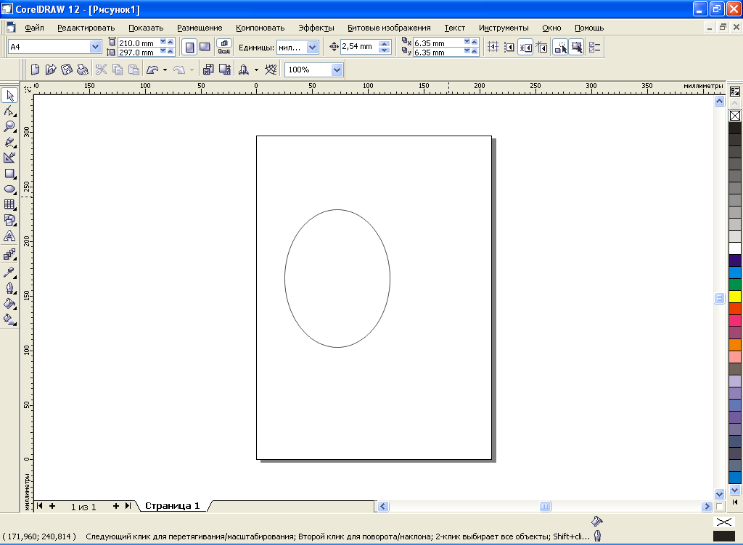 CorelDRAW 12 - [Рисунок1]
Файл Редактировать Показать Размещение Компоновать Эффекты Битовые изображения Текст Инструменты Окно Помощь
A4 210.0 mm 297.0 mm Единицы: мил... 2,54 mm x 6,35 mm y 6,35 mm
100%
150 100 50 0 50 100 150 200 250 300 350 миллиметры
300
250
200
150
100
50
0
миллиметры
1 из 1 Страница 1
( 171,960; 240,814 ) Следующий клик для перетягивания/масштабирования; Второй клик для поворота/наклона; 2-клик выбирает все объекты; Shift+cli...